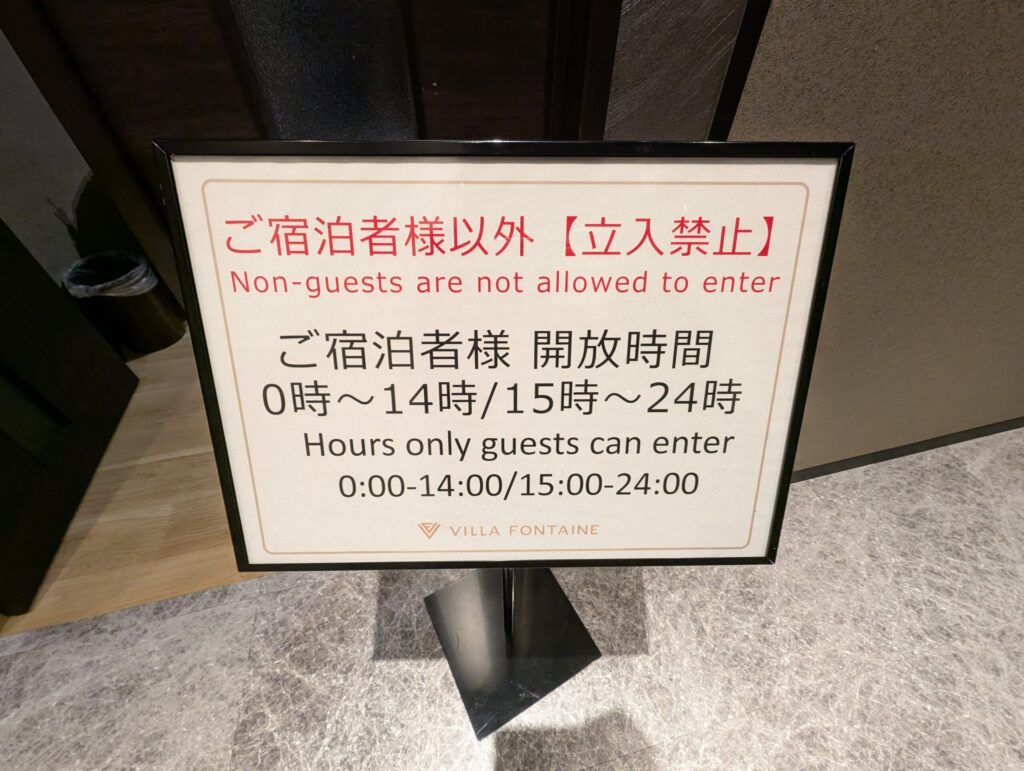 ご宿泊者様以外【立入禁止】
Non-guests are not allowed to enter
ご宿泊者様 開放時間
0時～14時/15時～24時
Hours only guests can enter
0:00-14:00/15:00-24:00
VILLA FONTAINE